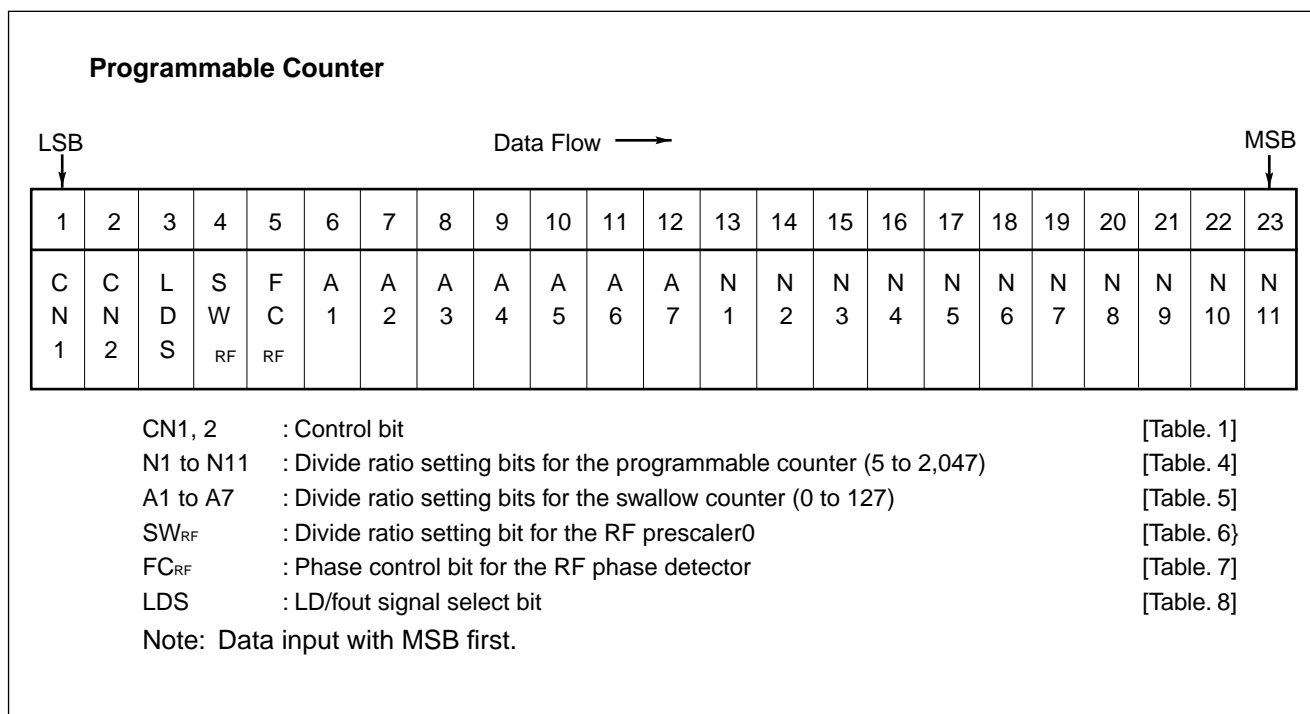 Programmable Counter
LSB Data Flow MSB
1 2 3 4 5 6 7 8 9 10 11 12 13 14 15 16 17 18 19 20 21 22 23
C C L S F A A A A A A A N N N N N N N N N N N
N N D W C 1 2 3 4 5 6 7 1 2 3 4 5 6 7 8 9 10 11
1 2 S RF RF
CN1, 2 : Control bit [Table. 1]
N1 to N11 : Divide ratio setting bits for the programmable counter (5 to 2,047) [Table. 4]
A1 to A7 : Divide ratio setting bits for the swallow counter (0 to 127) [Table. 5]
SWRF : Divide ratio setting bit for the RF prescaler0 [Table. 6}
FCRF : Phase control bit for the RF phase detector [Table. 7]
LDS : LD/fout signal select bit [Table. 8]
Note: Data input with MSB first.